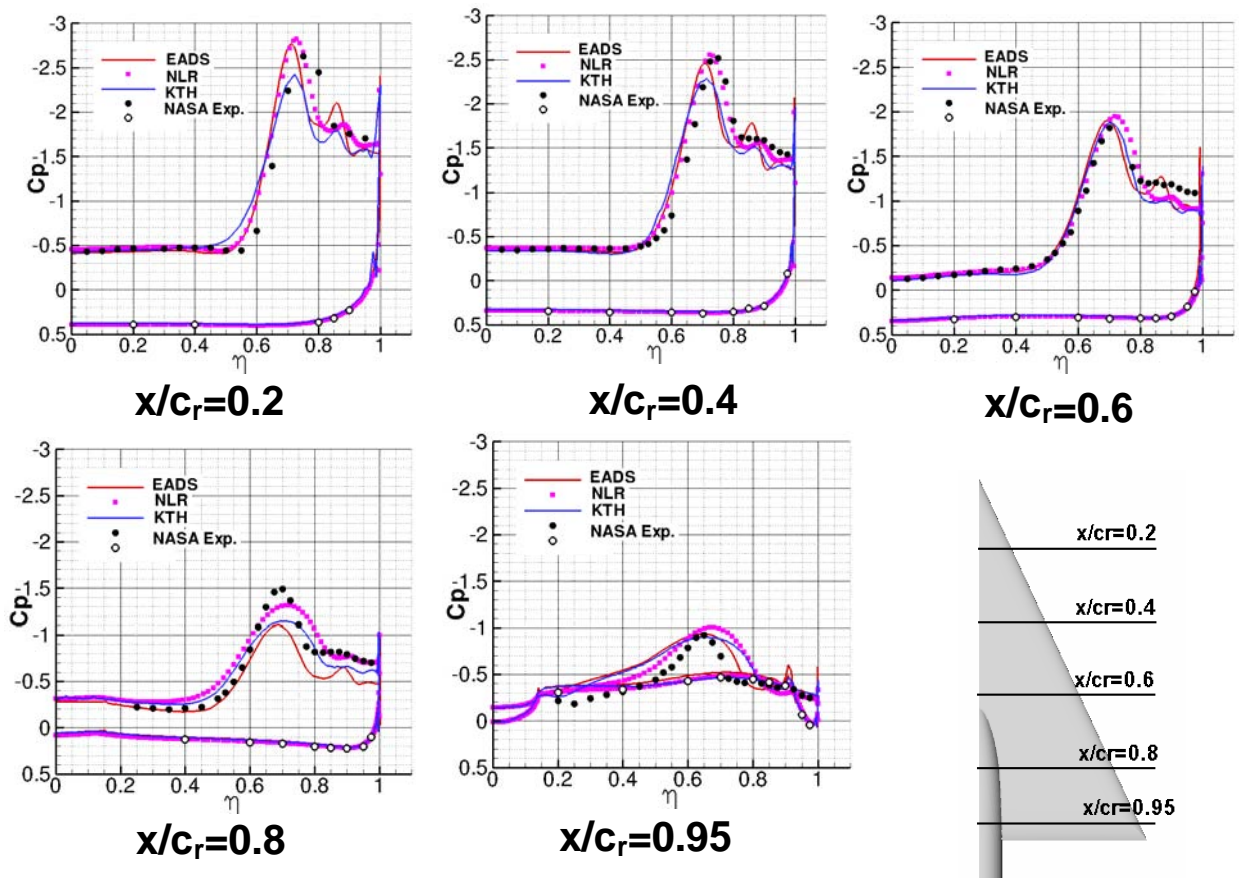 -3
-2.5
-2
-1.5
-1
-0.5
0
0.5
Cp
EADS
NLR
KTH
NASA Exp.
0 0.2 0.4 0.6 0.8 1
η
x/cr=0.2
-3
-2.5
-2
-1.5
-1
-0.5
0
0.5
Cp
EADS
NLR
KTH
NASA Exp.
0 0.2 0.4 0.6 0.8 1
η
x/cr=0.4
-3
-2.5
-2
-1.5
-1
-0.5
0
0.5
Cp
EADS
NLR
KTH
NASA Exp.
0 0.2 0.4 0.6 0.8 1
η
x/cr=0.6
-3
-2.5
-2
-1.5
-1
-0.5
0
0.5
Cp
EADS
NLR
KTH
NASA Exp.
0 0.2 0.4 0.6 0.8 1
η
x/cr=0.8
-3
-2.5
-2
-1.5
-1
-0.5
0
0.5
Cp
EADS
NLR
KTH
NASA Exp.
0 0.2 0.4 0.6 0.8 1
η
x/cr=0.95
x/cr=0.2
x/cr=0.4
x/cr=0.6
x/cr=0.8
x/cr=0.95